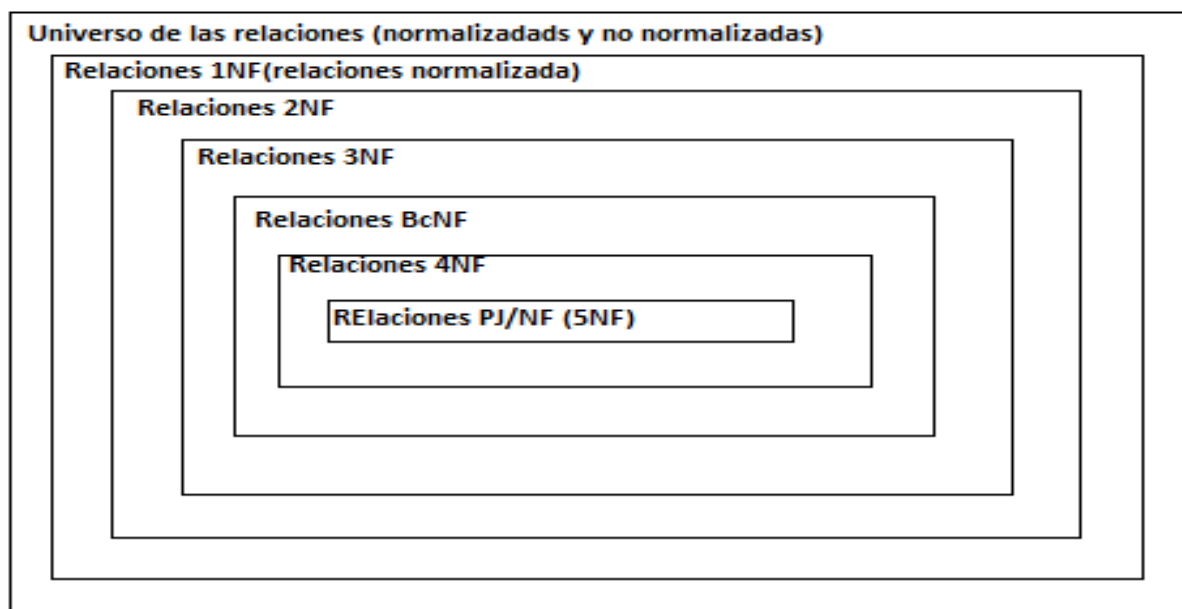 Universo de las relaciones (normalizadads y no normalizadas)
Relaciones 1NF(relaciones normalizada)
Relaciones 2NF
Relaciones 3NF
Relaciones BcNF
Relaciones 4NF
RElaciones PJ/NF (5NF)